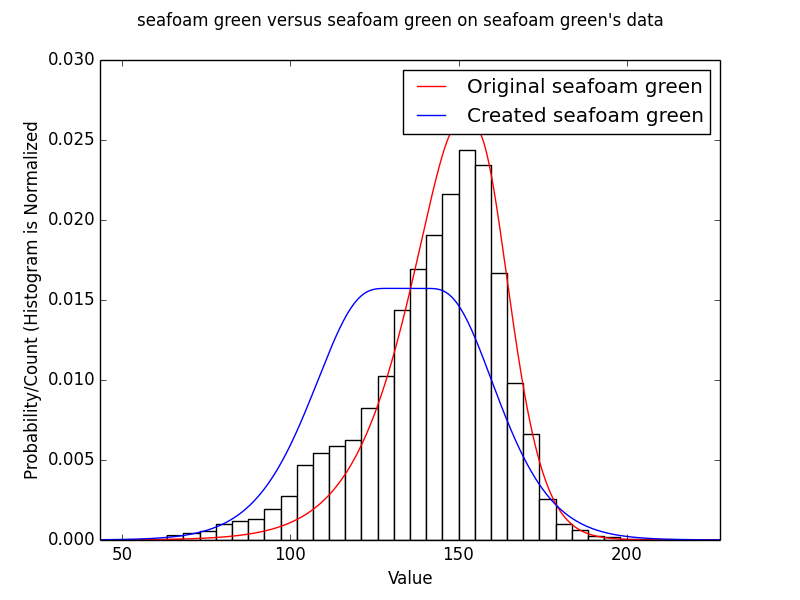 seafoam green versus seafoam green on seafoam green's data
0.030
0.025
0.020
0.015
0.010
0.005
0.000
Probability/Count (Histogram is Normalized
Original seafoam green
Created seafoam green
50
100
150
200
Value